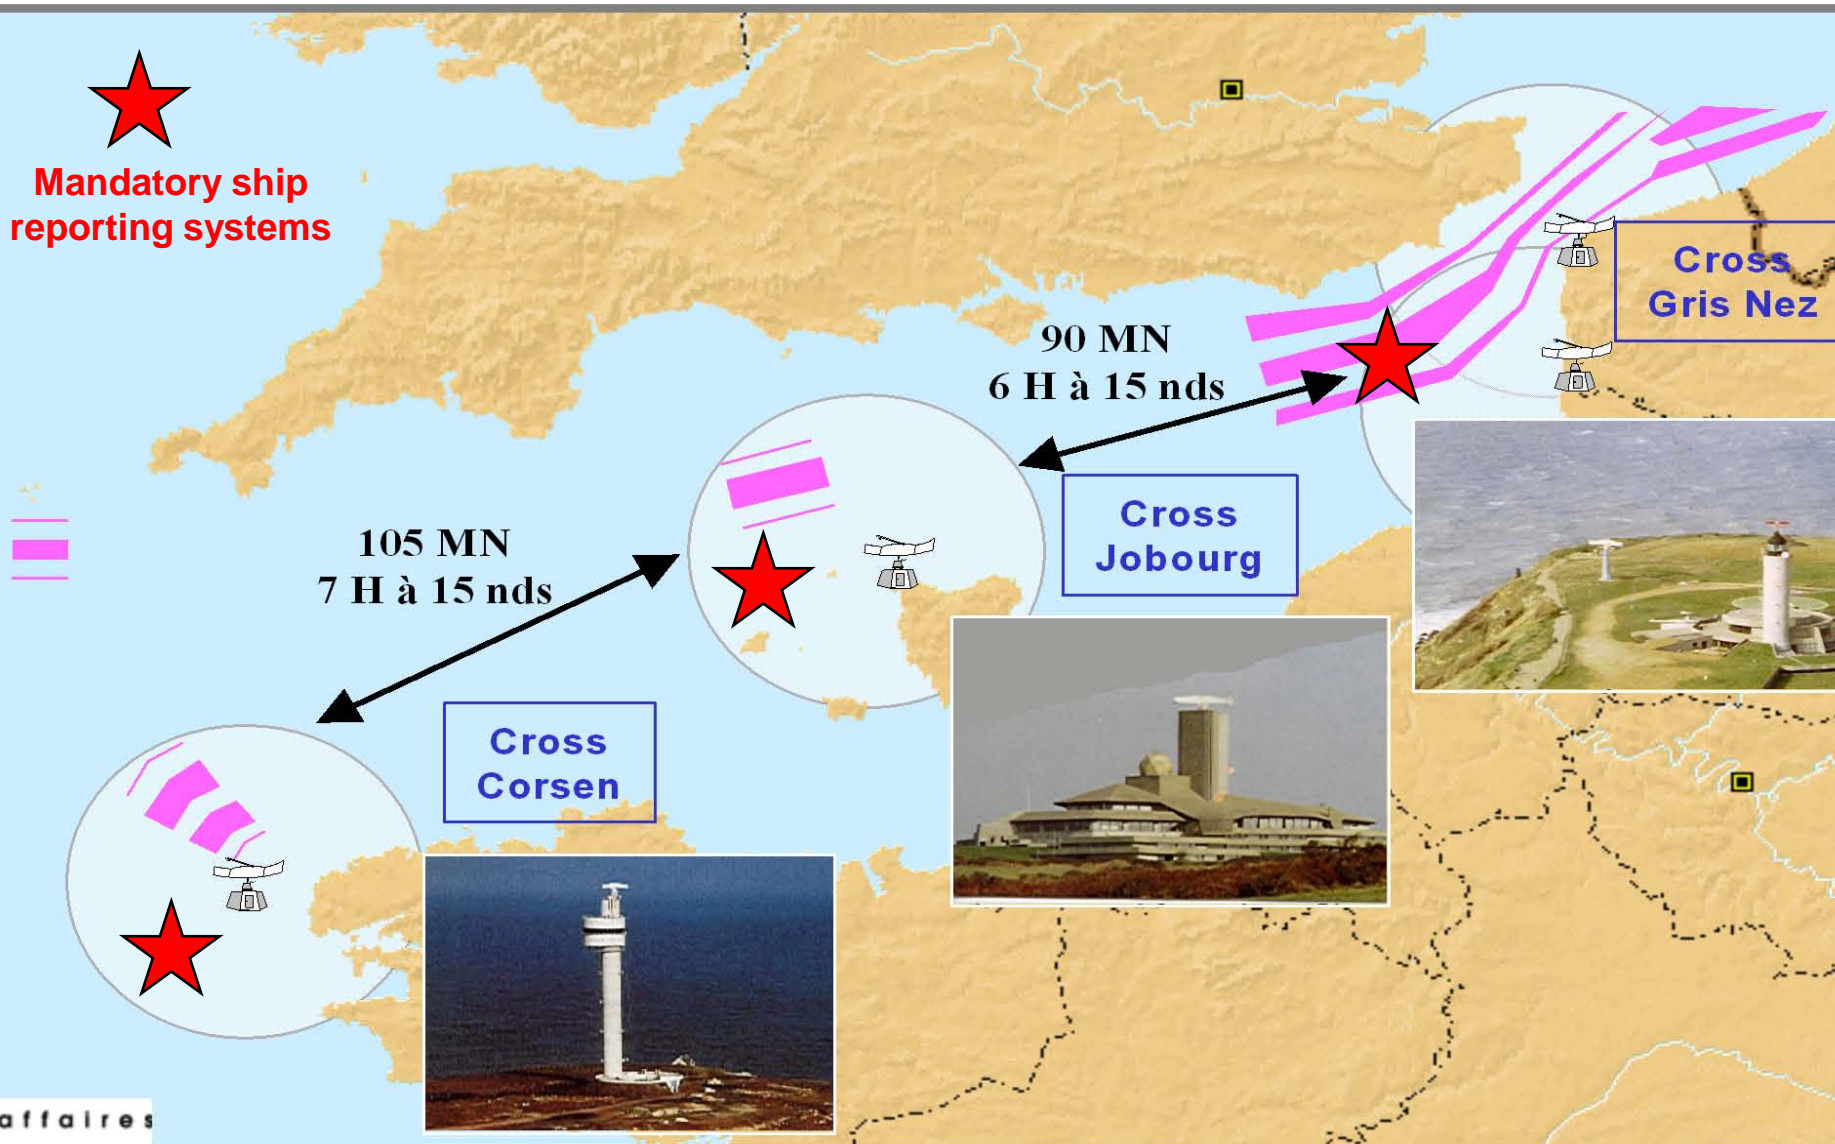 Mandatory ship
reporting systems
Cross
Gris Nez
90 MN
6 H à 15 nds
Cross
Jobourg
105 MN
7 H à 15 nds
Cross
Corsen
affaires